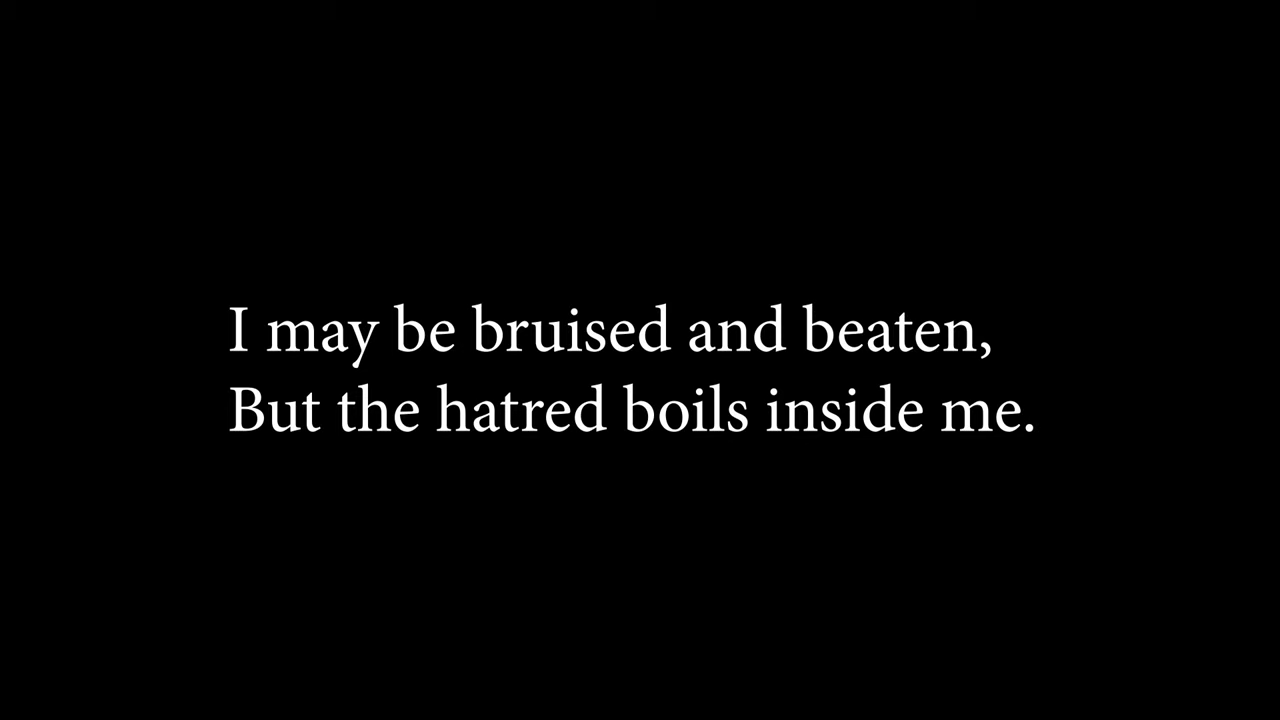 I may be bruised and beaten,
But the hatred boils inside me.